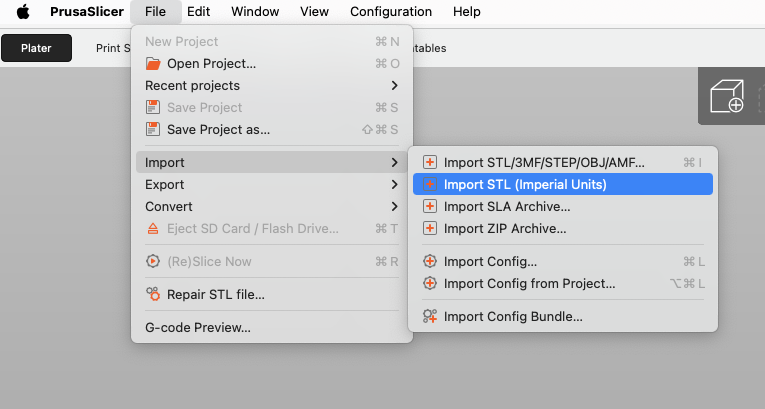 PrusaSlicer File Edit Window View Configuration Help
Plater Print S
New Project ⌘ N
Open Project... ⌘ O
Recent projects
Save Project ⌘ S
Save Project as... ⇧ ⌘ S
Import
Export
Convert
Eject SD Card / Flash Drive... ⌘ T
(Re)Slice Now ⌘ R
Repair STL file...
G-code Preview...
Import STL/3MF/STEP/OBJ/AMF... ⌘ I
Import STL (Imperial Units)
Import SLA Archive...
Import ZIP Archive...
Import Config... ⌘ L
Import Config from Project... ⌥ ⌘ L
Import Config Bundle...